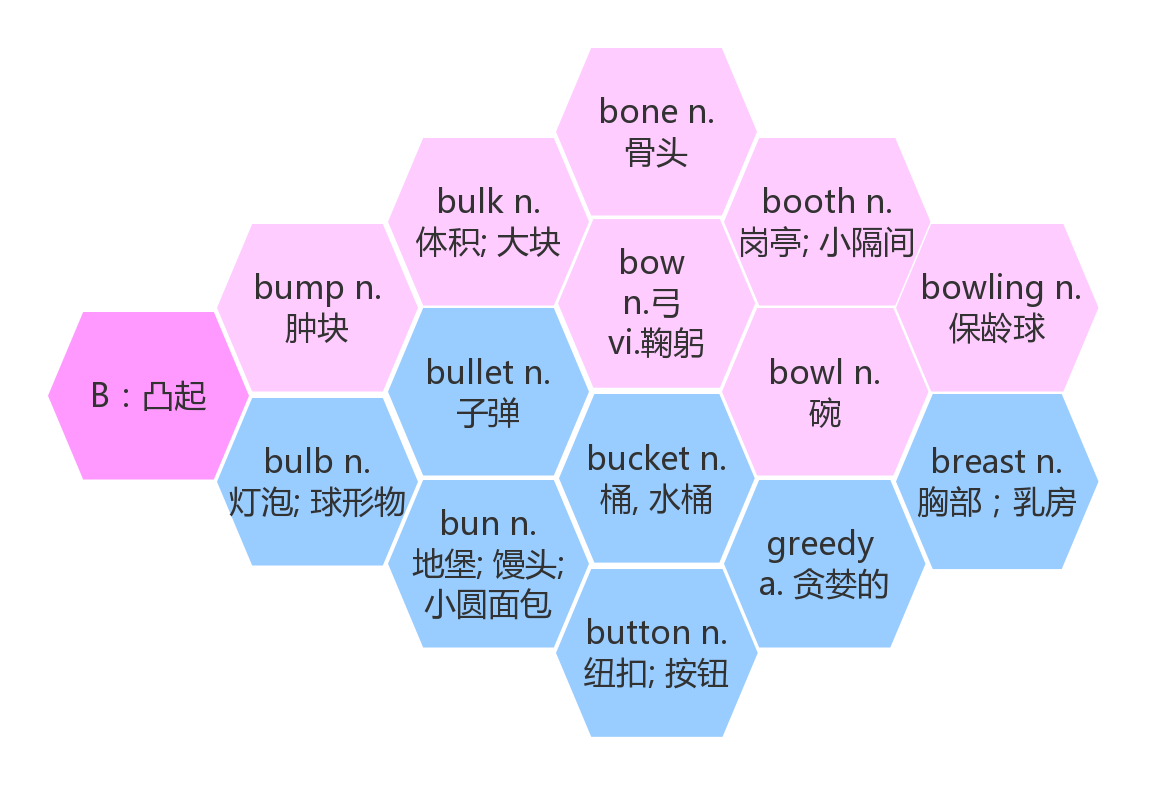 bone n.
骨头
bulk n.
体积; 大块
booth n.
岗亭; 小隔间
bump n.
肿块
bow
n.弓
vi.鞠躬
bowling n.
保龄球
B：凸起
bullet n.
子弹
bowl n.
碗
bulb n.
灯泡; 球形物
bucket n.
桶, 水桶
breast n.
胸部；乳房
bun n.
地堡; 馒头;
小圆面包
greedy
a. 贪婪的
button n.
纽扣; 按钮